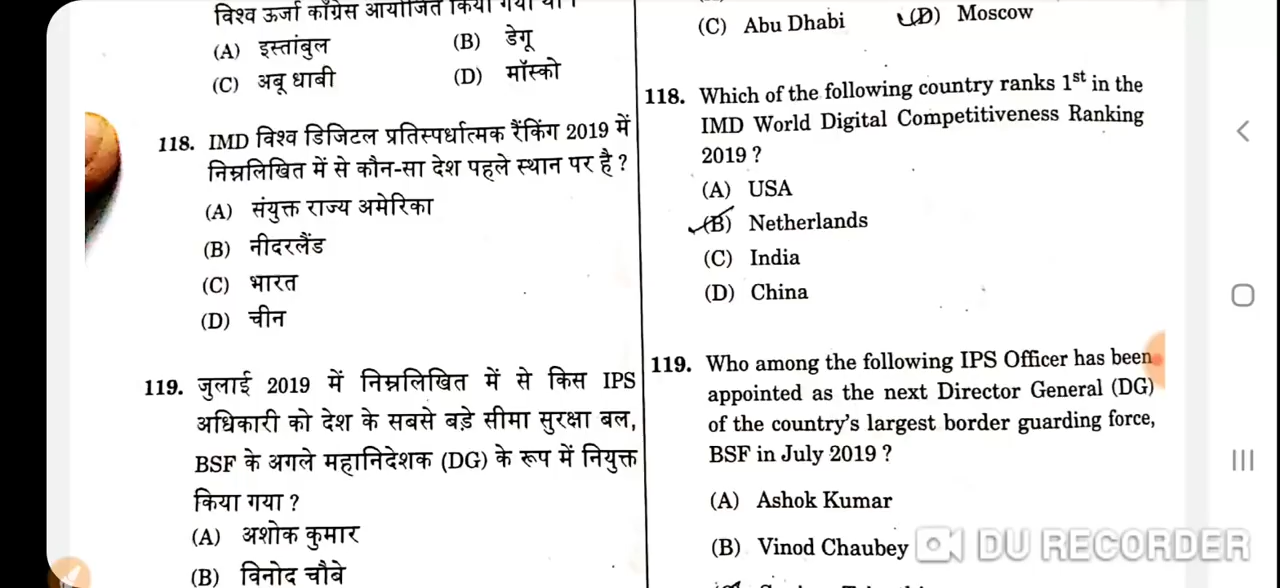 विश्व ऊर्जा काँग्रेस आयोजित किया गया था।
(A) इस्तांबुल
(B) डेगू
(C) अबू धाबी
(D) मॉस्को
118. IMD विश्व डिजिटल प्रतिस्पर्धात्मक रैंकिंग 2019 में
निम्नलिखित में से कौन-सा देश पहले स्थान पर है ?
(A) संयुक्त राज्य अमेरिका
(B) नीदरलैंड
(C) भारत
(D) चीन
119. जुलाई 2019 में निम्नलिखित में से किस IPS
अधिकारी को देश के सबसे बड़े सीमा सुरक्षा बल,
BSF के अगले महानिदेशक (DG) के रूप में नियुक्त
किया गया ?
(A) अशोक कुमार
(B) विनोद चौबे
(C) Abu Dhabi
(D) Moscow
118. Which of the following country ranks 1st in the
IMD World Digital Competitiveness Ranking
2019 ?
(A) USA
(B) Netherlands
(C) India
(D) China
119. Who among the following IPS Officer has been
appointed as the next Director General (DG)
of the country's largest border guarding force,
BSF in July 2019 ?
(A) Ashok Kumar
(B) Vinod Chaubey
DU RECORDER